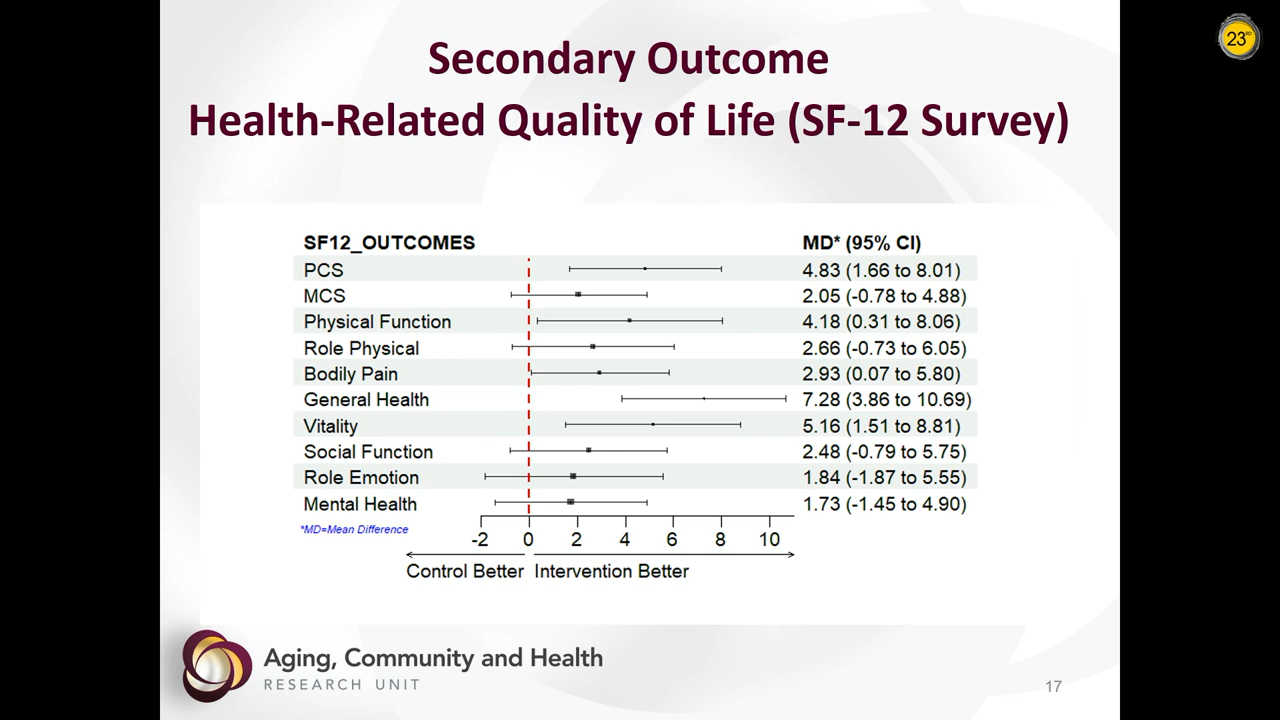 Secondary Outcome
Health-Related Quality of Life (SF-12 Survey)
23RD
SF12_OUTCOMES MD* (95% CI)
PCS 4.83 (1.66 to 8.01)
MCS 2.05 (-0.78 to 4.88)
Physical Function 4.18 (0.31 to 8.06)
Role Physical 2.66 (-0.73 to 6.05)
Bodily Pain 2.93 (0.07 to 5.80)
General Health 7.28 (3.86 to 10.69)
Vitality 5.16 (1.51 to 8.81)
Social Function 2.48 (-0.79 to 5.75)
Role Emotion 1.84 (-1.87 to 5.55)
Mental Health 1.73 (-1.45 to 4.90)
*MD=Mean Difference
-2 0 2 4 6 8 10
Control Better Intervention Better
Aging, Community and Health
RESEARCH UNIT
17